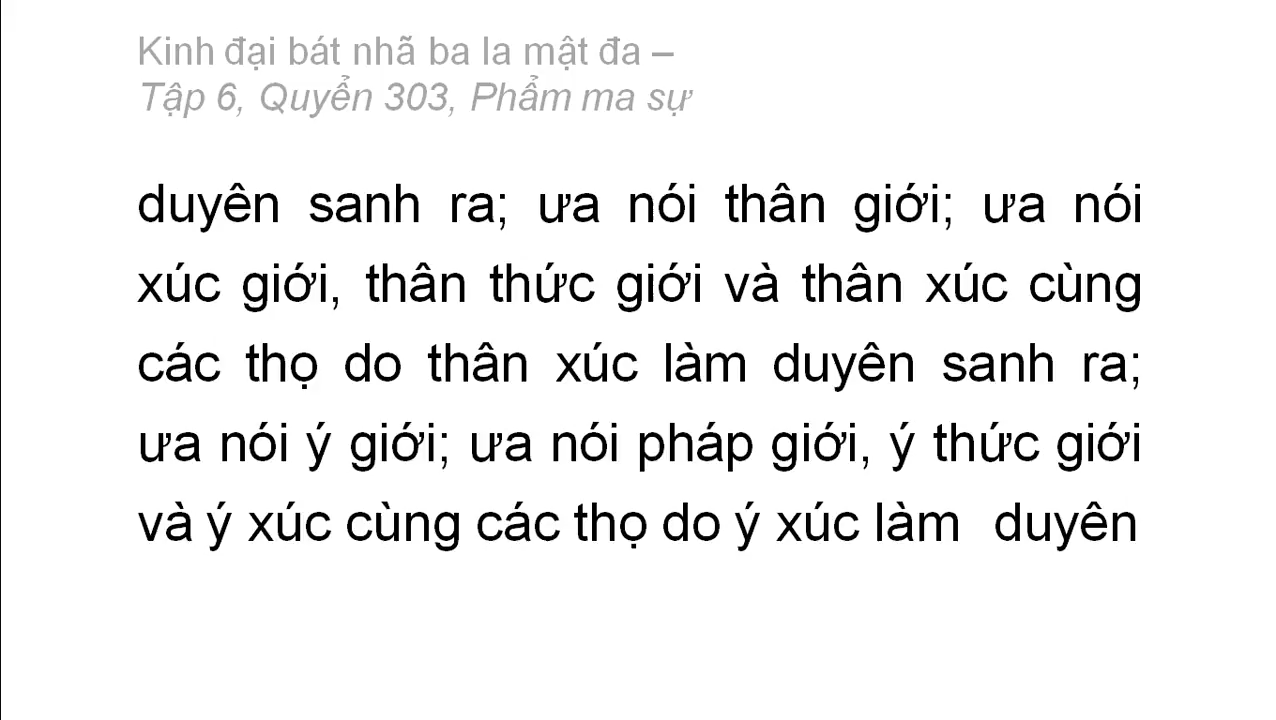 Kinh đại bát nhã ba la mật đa –
Tập 6, Quyển 303, Phẩm ma sự
duyên sanh ra; ưa nói thân giới; ưa nói
xúc giới, thân thức giới và thân xúc cùng
các thọ do thân xúc làm duyên sanh ra;
ưa nói ý giới; ưa nói pháp giới, ý thức giới
và ý xúc cùng các thọ do ý xúc làm duyên